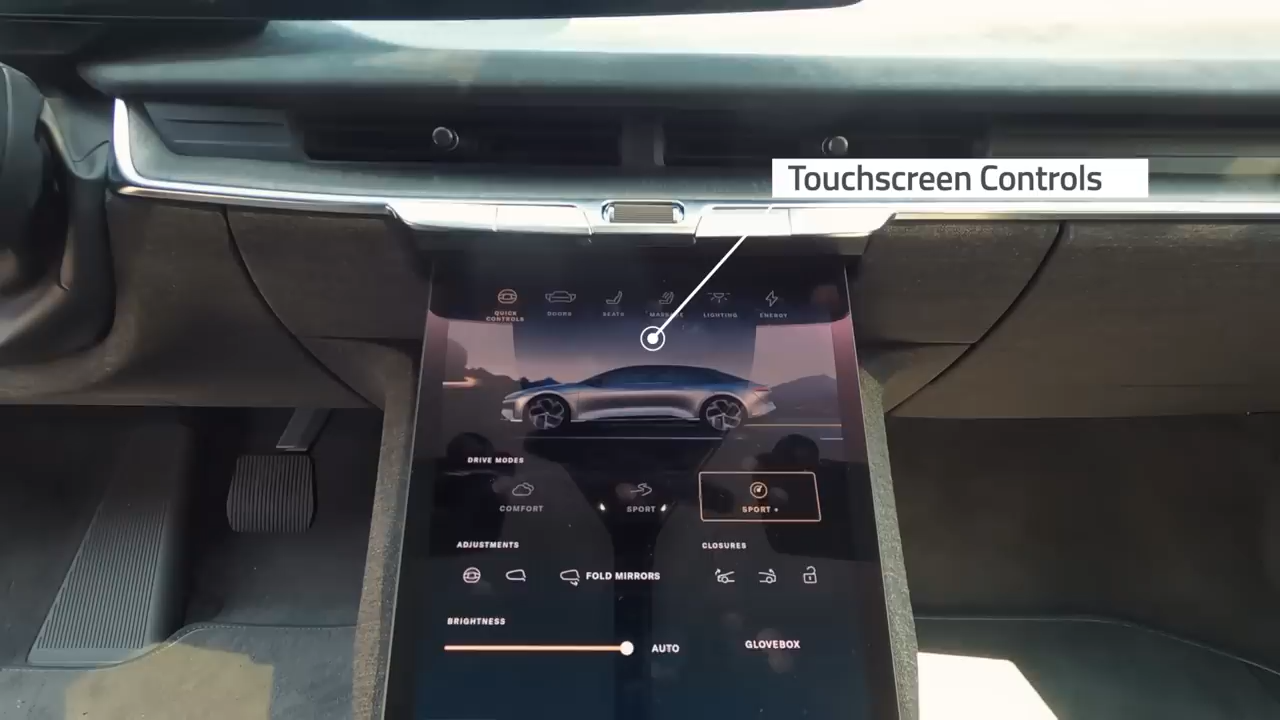 Touchscreen Controls
QUICK CONTROLS
DOORS
SEATS
MASSAGE
LIGHTING
ENERGY
DRIVE MODES
COMFORT
SPORT
SPORT +
ADJUSTMENTS
CLOSURES
FOLD MIRRORS
BRIGHTNESS
AUTO
GLOVEBOX